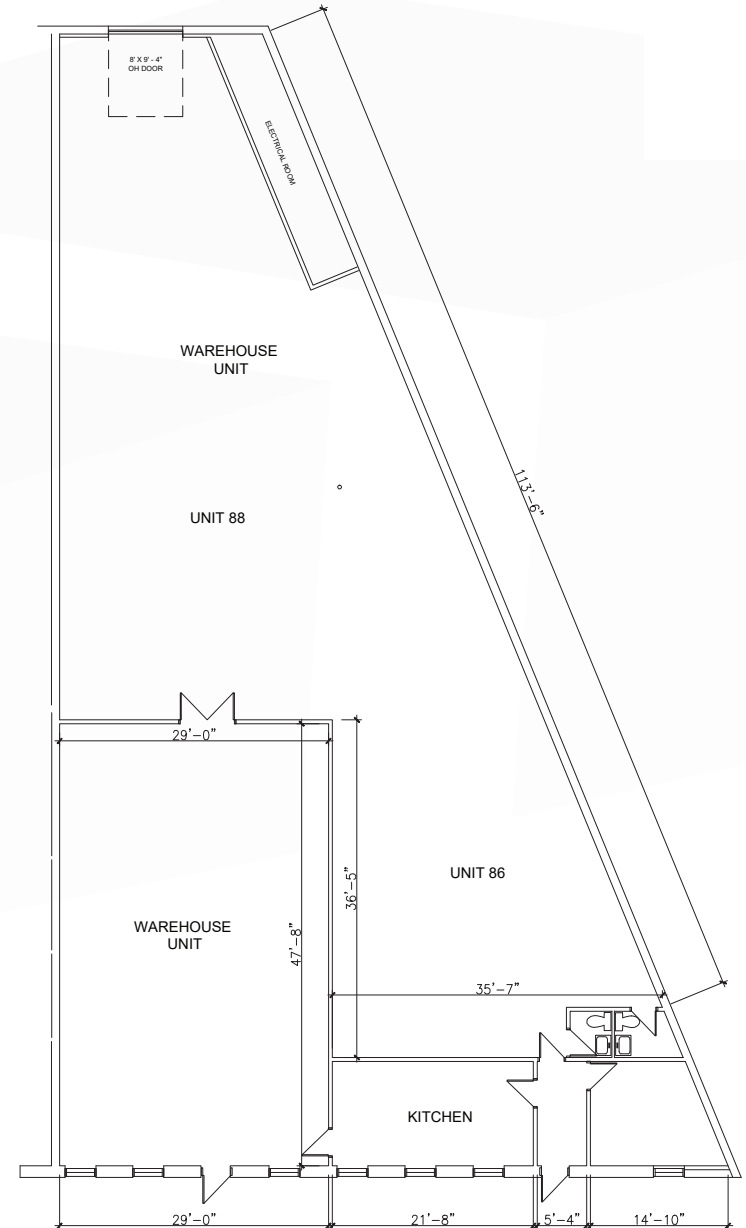 8' X 9' - 4"
OH DOOR
ELECTRICAL ROOM
WAREHOUSE
UNIT
113'-6"
UNIT 88
29'-0"
36'-5"
UNIT 86
WAREHOUSE
UNIT
47'-8"
35'-7"
KITCHEN
29'-0"
21'-8"
5'-4"
14'-10"